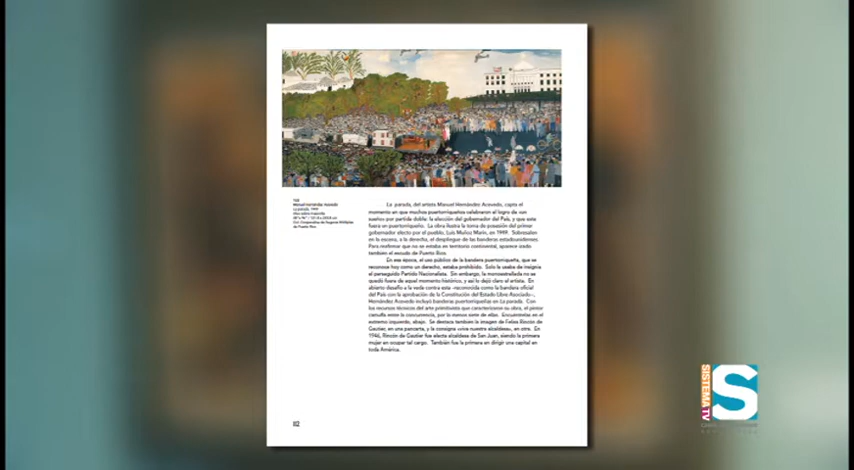 Manuel Hernández Acevedo
La parada, 1949
de Puerto Rico
La parada, del artista Manuel Hernández Acevedo, capta el
momento en que muchos puertorriqueños celebraron el logro de «un
sueño» por partida doble: la elección del gobernador del País, y que este
fuera un puertorriqueño. La obra ilustra la toma de posesión del primer
gobernador electo por el pueblo, Luis Muñoz Marín, en 1949. Sobresalen
en la escena, a la derecha, el despliegue de las banderas estadounidenses.
Para reafirmar que no se estaba en territorio continental, aparece izado
también el escudo de Puerto Rico.
En esa época, el uso público de la bandera puertorriqueña, que se
reconoce hoy como un derecho, estaba prohibido. Solo la usaba de insignia
el perseguido Partido Nacionalista. Sin embargo, la monoestrellada no se
quedó fuera de aquel momento histórico, y así lo dejó claro el artista. En
abierto desafío a la veda contra esta «reconocida como la bandera oficial
del País con la aprobación de la Constitución del Estado Libre Asociado»,
Hernández Acevedo incluyó banderas puertorriqueñas en La parada. Con
los recursos técnicos del arte primitivista que caracterizaron su obra, el pintor
camufla entre la concurrencia, por lo menos siete de ellas. Encuéntrelas en el
extremo izquierdo, abajo. Se destaca también la imagen de Felisa Rincón de
Gautier, en una pancarta, y la consigna «viva nuestra alcaldesa», en otra. En
1946, Rincón de Gautier fue electa alcaldesa de San Juan, siendo la primera
mujer en ocupar tal cargo. También fue la primera en dirigir una capital en
toda América.
82
SISTEMA TV
S